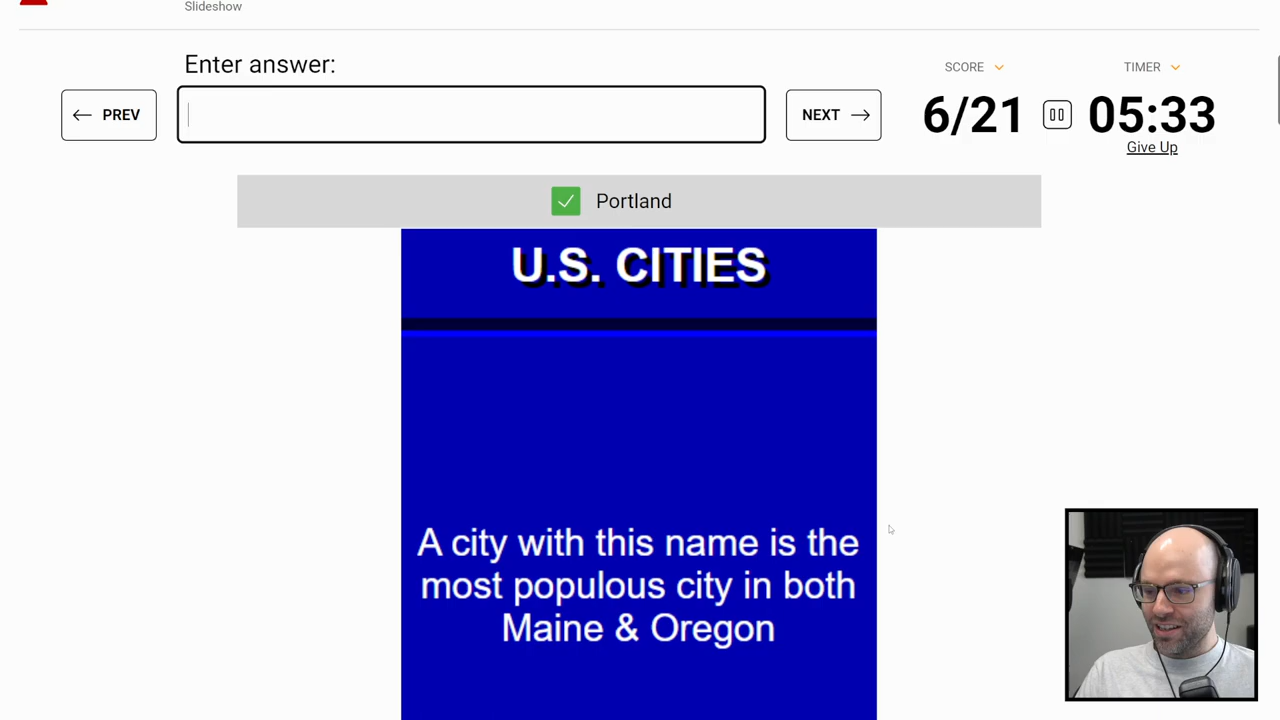 Slideshow
Enter answer:
SCORE
TIMER
← PREV
NEXT →
6/21
05:33
Give Up
Portland
U.S. CITIES
A city with this name is the
most populous city in both
Maine & Oregon